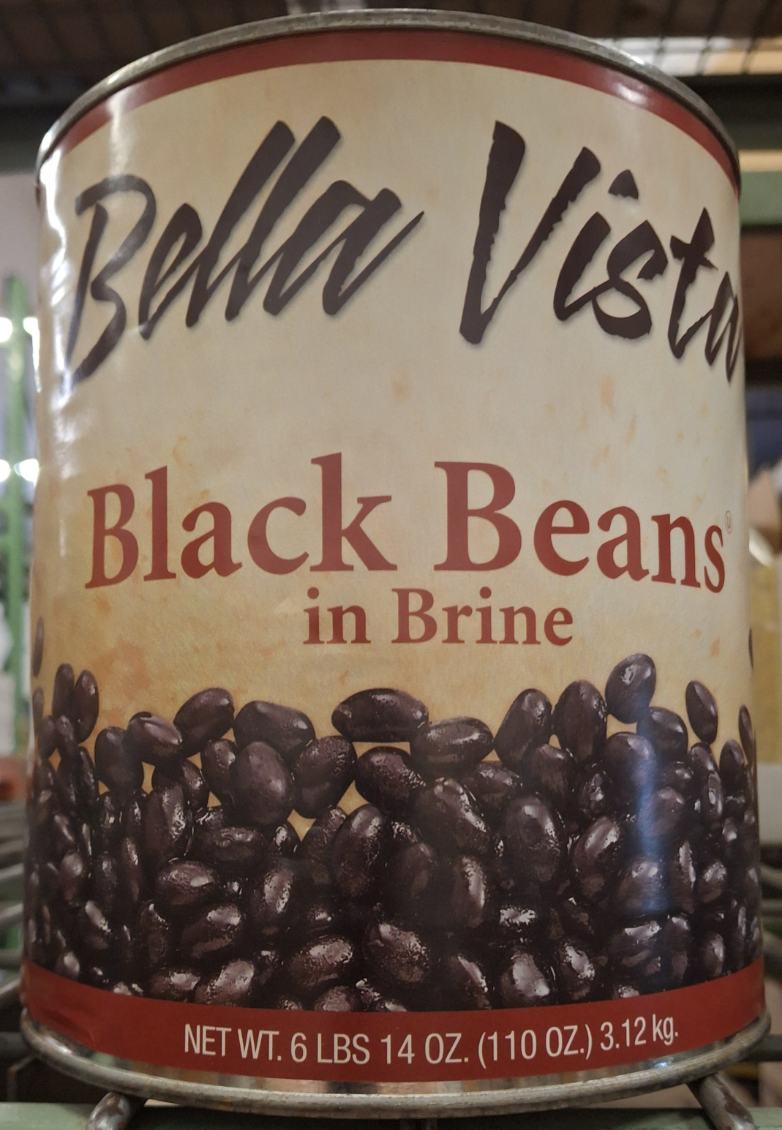 Bella Vista
Black Beans®
in Brine
NET WT. 6 LBS 14 OZ. (110 OZ.) 3.12 kg.